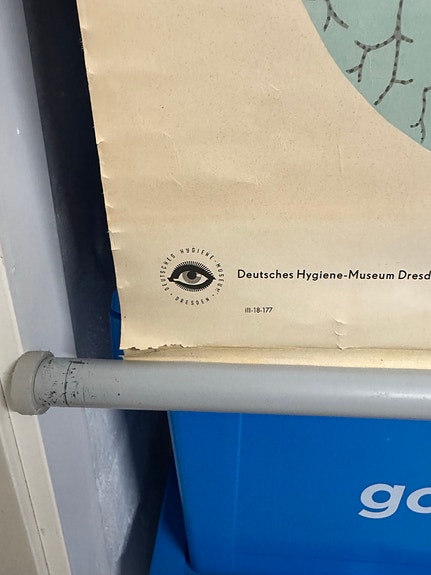 DEUTSCHES HYGIENE-MUSEUM
· DRESDEN ·
Deutsches Hygiene-Museum Dresd
III-18-177
go